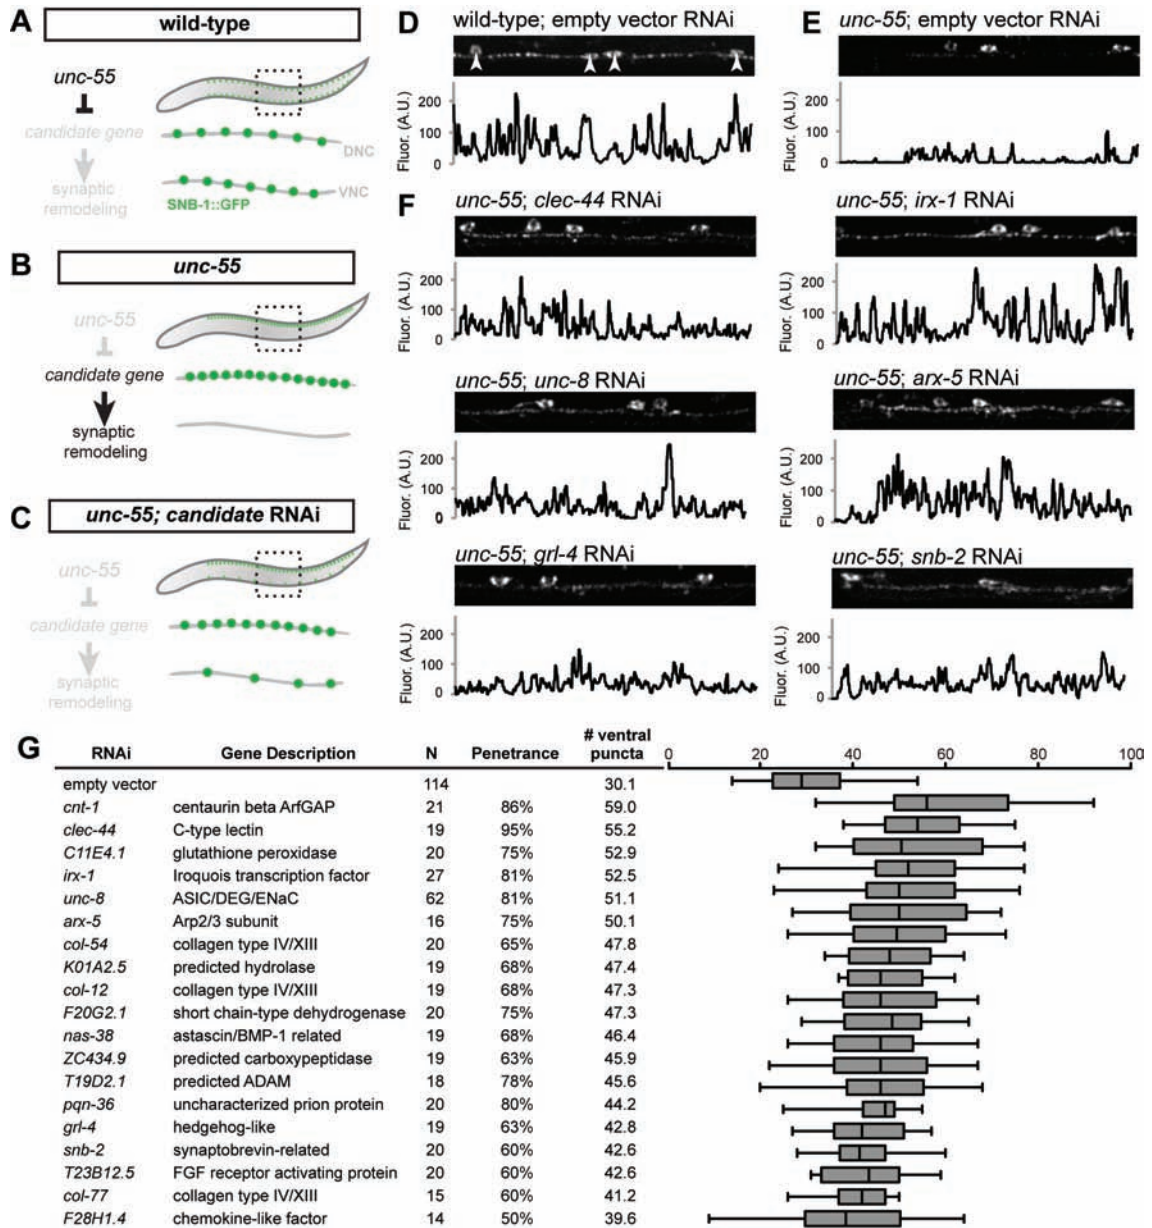 A
wild-type
unc-55
candidate gene
synaptic
remodeling
DNC
VNC
SNB-1::GFP
B
unc-55
unc-55
candidate gene
synaptic
remodeling
C
unc-55; candidate RNAi
unc-55
candidate gene
synaptic
remodeling
D
wild-type; empty vector RNAi
Fluor. (A.U.)
200
100
0
E
unc-55; empty vector RNAi
Fluor. (A.U.)
200
100
0
F
unc-55; clec-44 RNAi
Fluor. (A.U.)
200
100
0
unc-55; irx-1 RNAi
Fluor. (A.U.)
200
100
0
unc-55; unc-8 RNAi
Fluor. (A.U.)
200
100
0
unc-55; arx-5 RNAi
Fluor. (A.U.)
200
100
0
unc-55; grl-4 RNAi
Fluor. (A.U.)
200
100
0
unc-55; snb-2 RNAi
Fluor. (A.U.)
200
100
0
G
RNAi Gene Description N Penetrance # ventral puncta 0 20 40 60 80 100
empty vector 114 30.1
cnt-1 centaurin beta ArfGAP 21 86% 59.0
clec-44 C-type lectin 19 95% 55.2
C11E4.1 glutathione peroxidase 20 75% 52.9
irx-1 Iroquois transcription factor 27 81% 52.5
unc-8 ASIC/DEG/ENaC 62 81% 51.1
arx-5 Arp2/3 subunit 16 75% 50.1
col-54 collagen type IV/XIII 20 65% 47.8
K01A2.5 predicted hydrolase 19 68% 47.4
col-12 collagen type IV/XIII 19 68% 47.3
F20G2.1 short chain-type dehydrogenase 20 75% 47.3
nas-38 astascin/BMP-1 related 19 68% 46.4
ZC434.9 predicted carboxypeptidase 19 63% 45.9
T19D2.1 predicted ADAM 18 78% 45.6
pqn-36 uncharacterized prion protein 20 80% 44.2
grl-4 hedgehog-like 19 63% 42.8
snb-2 synaptobrevin-related 20 60% 42.6
T23B12.5 FGF receptor activating protein 20 60% 42.6
col-77 collagen type IV/XIII 15 60% 41.2
F28H1.4 chemokine-like factor 14 50% 39.6